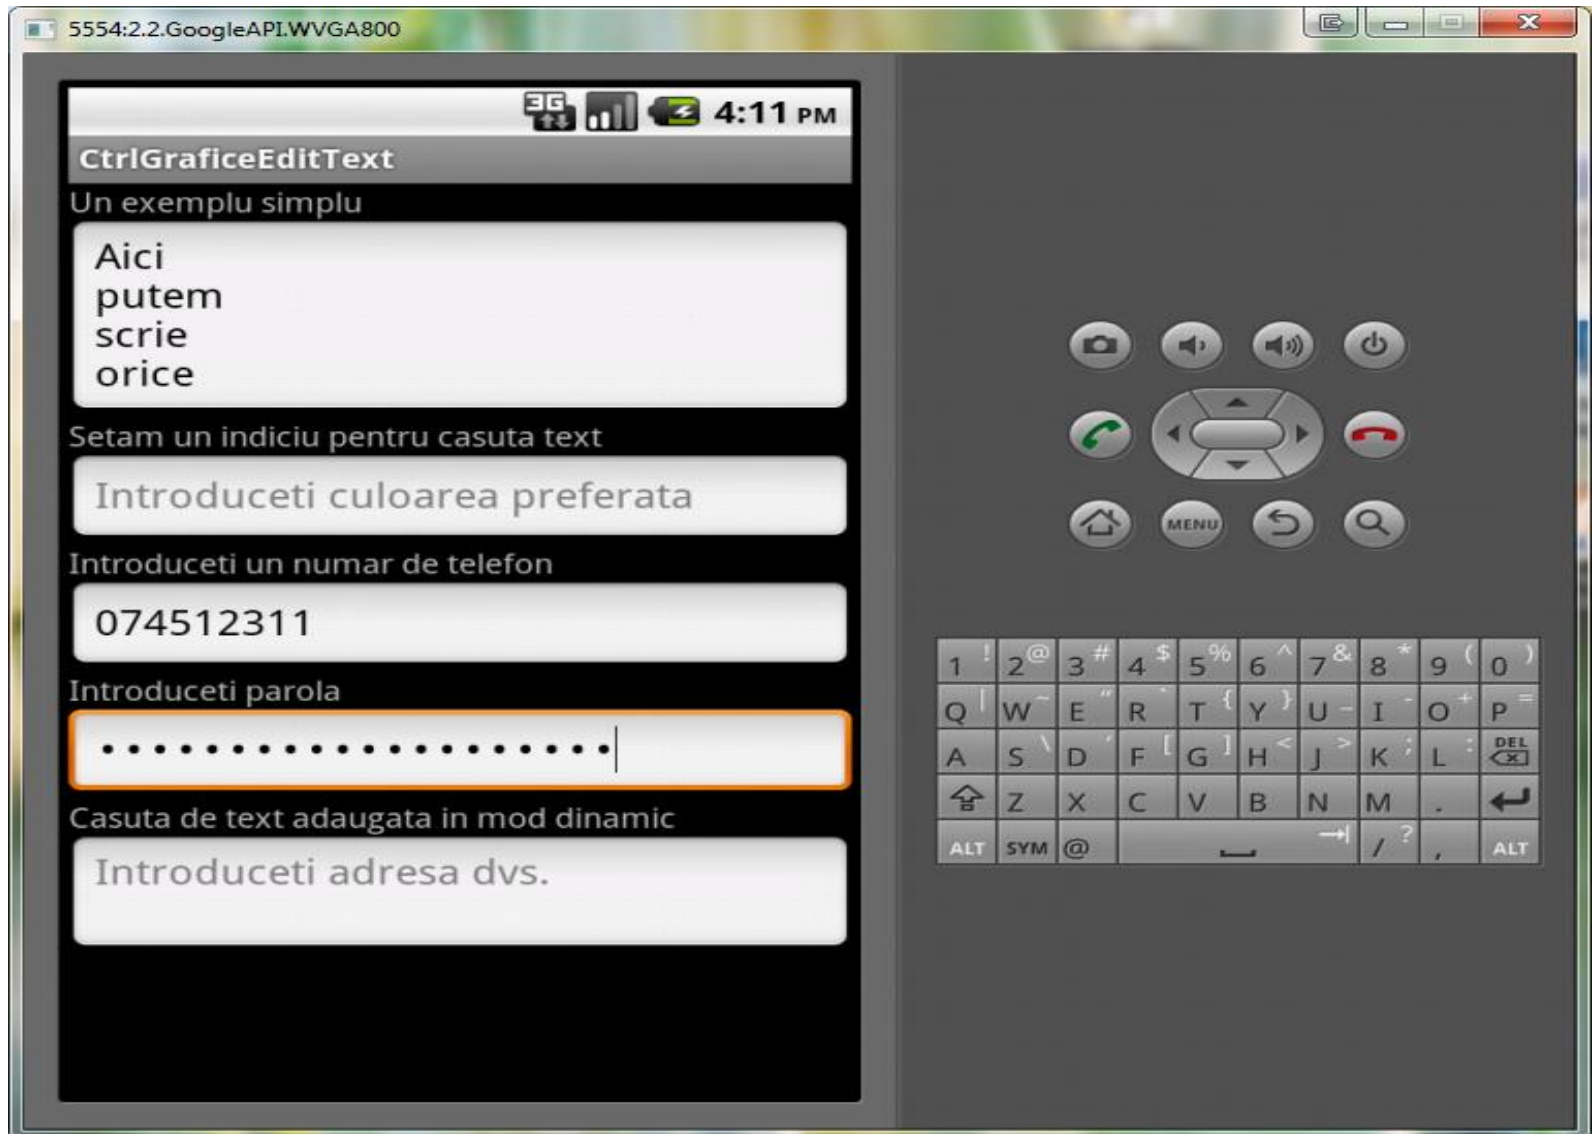 5554:2.2.GoogleAPI.WVGA800
3G 4:11 PM
CtrlGraficeEditText
Un exemplu simplu
Aici
putem
scrie
orice
Setam un indiciu pentru casuta text
Introduceti culoarea preferata
Introduceti un numar de telefon
074512311
Introduceti parola
••••••••••••••••••••
Casuta de text adaugata in mod dinamic
Introduceti adresa dvs.
MENU
1 ! 2 @ 3 # 4 $ 5 % 6 ^ 7 & 8 * 9 ( 0 )
Q | W ~ E " R ` T { Y } U _ I - O + P =
A S \ D ' F [ G ] H < J > K ; L : DEL
Z X C V B N M .
ALT SYM @ / ? , ALT